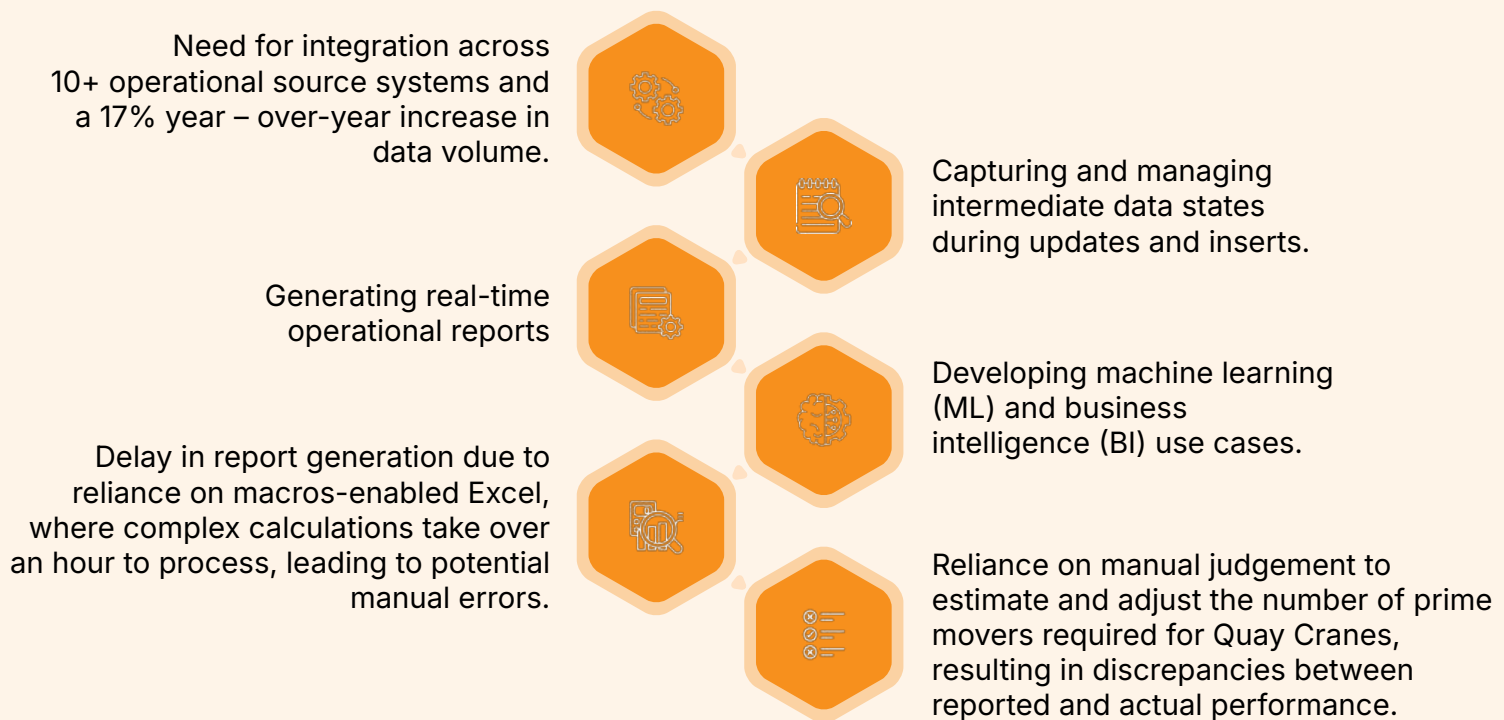 Need for integration across
10+ operational source systems and
a 17% year – over-year increase in
data volume.
Capturing and managing
intermediate data states
during updates and inserts.
Generating real-time
operational reports
Developing machine learning
(ML) and business
intelligence (BI) use cases.
Delay in report generation due to
reliance on macros-enabled Excel,
where complex calculations take over
an hour to process, leading to potential
manual errors.
Reliance on manual judgement to
estimate and adjust the number of prime
movers required for Quay Cranes,
resulting in discrepancies between
reported and actual performance.